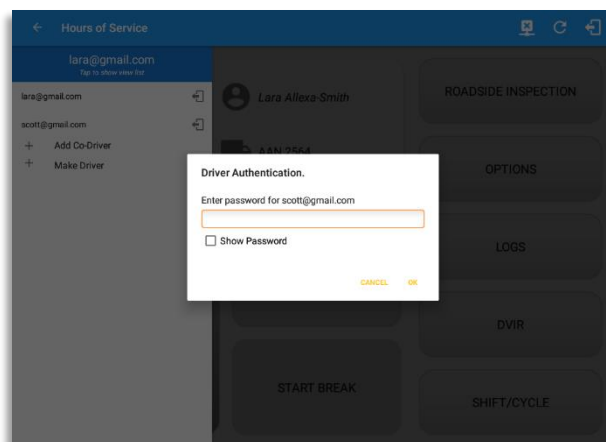 Hours of Service
lara@gmail.com
Tap to show view list
lara@gmail.com
scott@gmail.com
Add Co-Driver
Make Driver
Lara Allexa-Smith
AAN 2564
Driver Authentication.
Enter password for scott@gmail.com
Show Password
CANCEL OK
START BREAK
ROADSIDE INSPECTION
OPTIONS
LOGS
DVIR
SHIFT/CYCLE